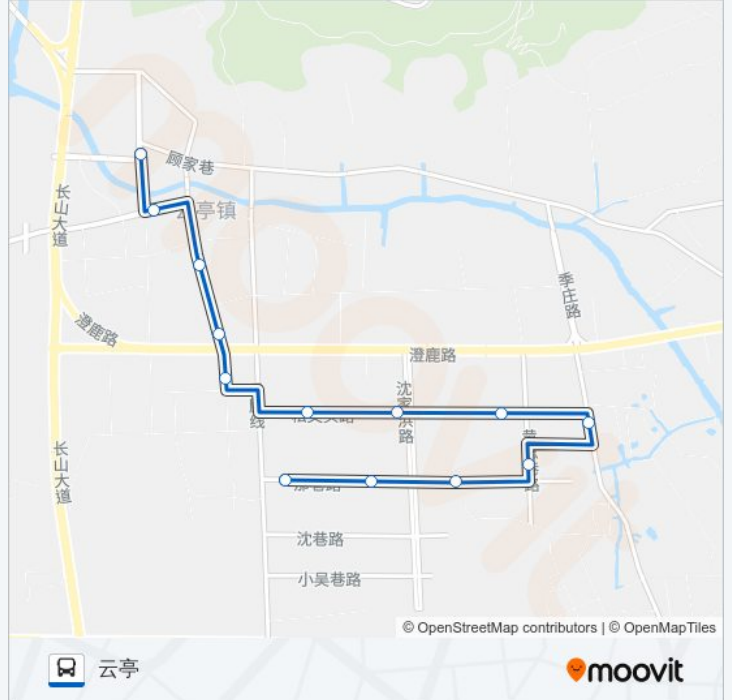 顾家巷
云亭镇
长山大道
季庄路
澄鹿路
澄鹿路
沈家浜路
长山大道
沈巷路
小吴巷路
© OpenStreetMap contributors | © OpenMapTiles
云亭
moovit